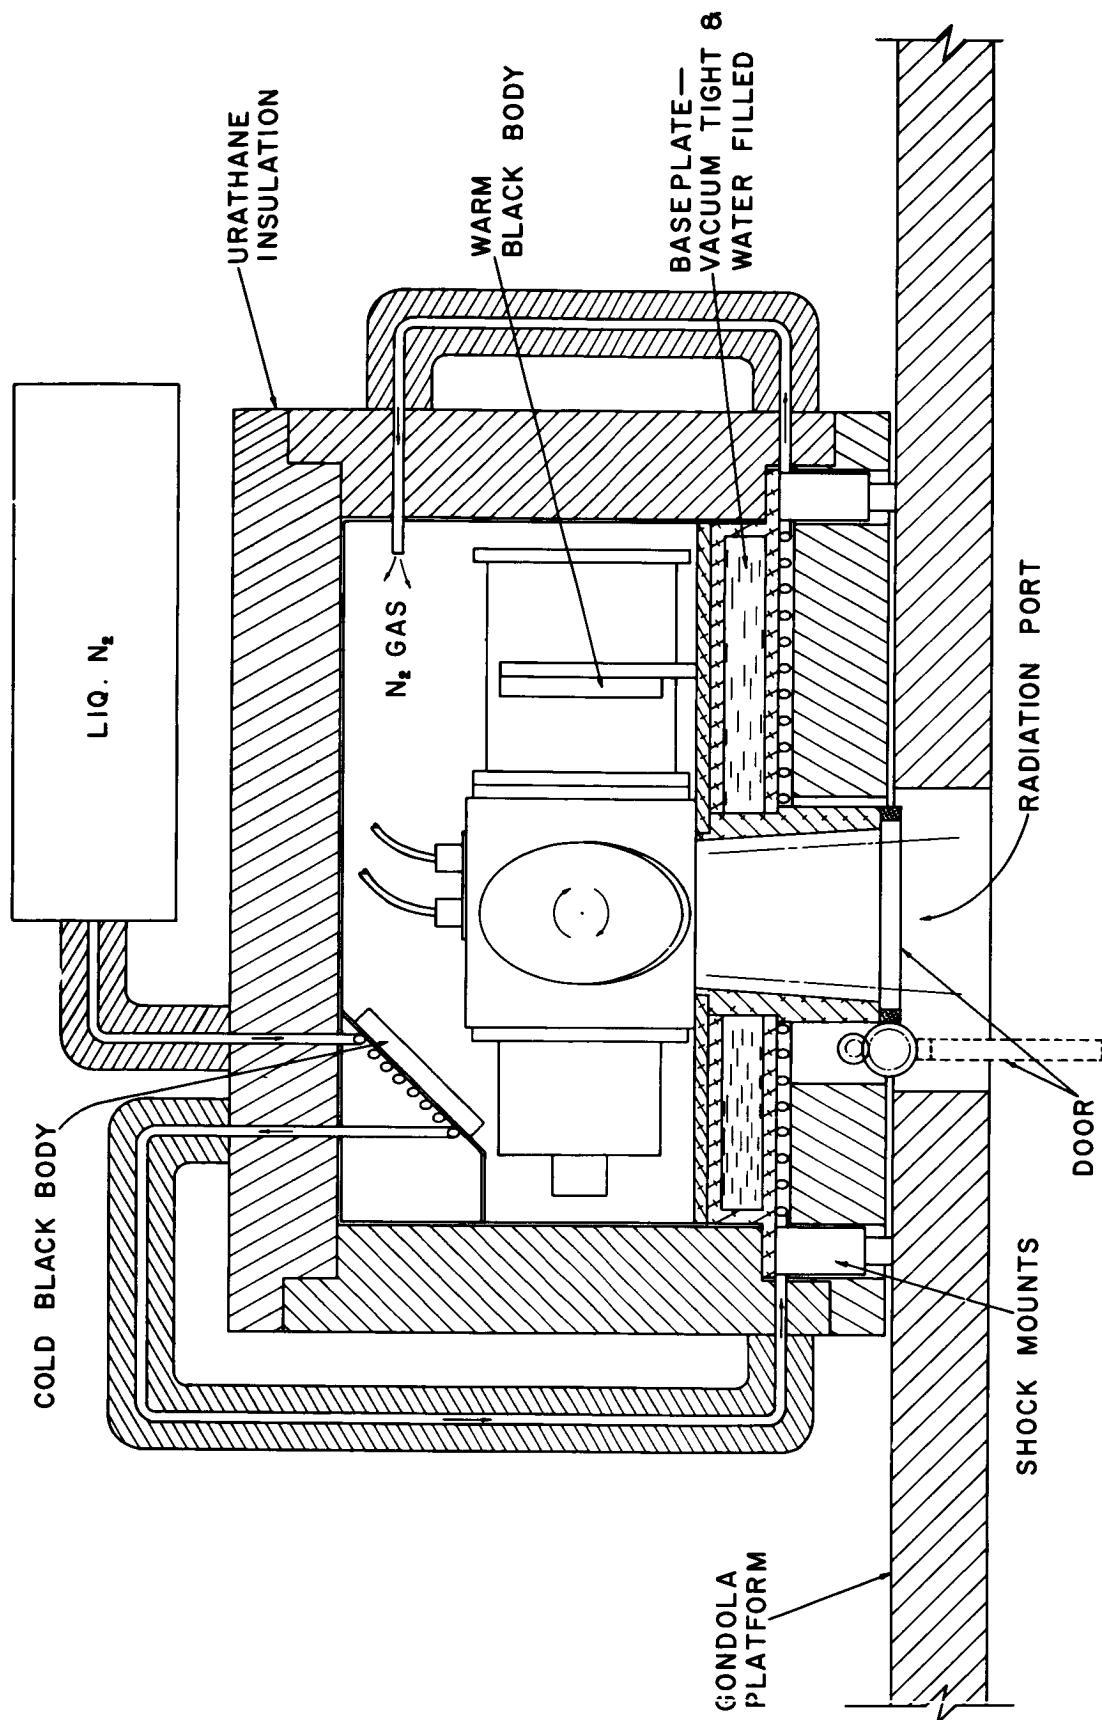 LIQ. N₂
URATHANE
INSULATION
COLD BLACK BODY
N₂ GAS
WARM
BLACK BODY
BASEPLATE—
VACUUM TIGHT &
WATER FILLED
GONDOLA
PLATFORM
SHOCK MOUNTS
DOOR
RADIATION PORT